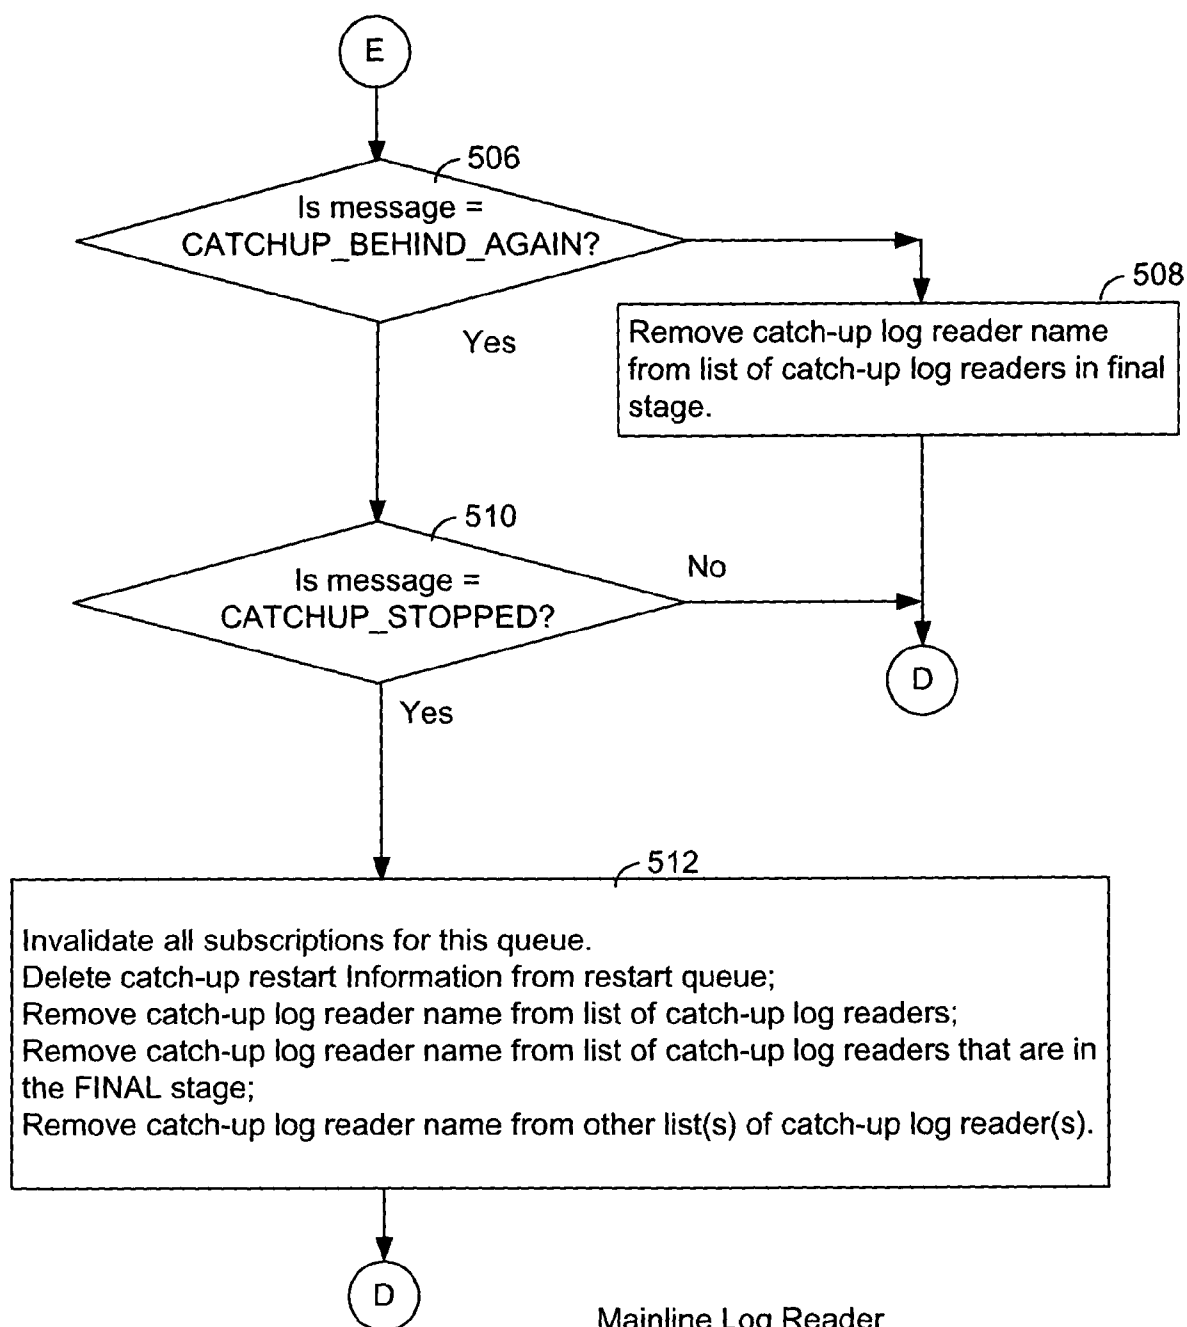 E
506
Is message =
CATCHUP_BEHIND_AGAIN?
508
Yes
Remove catch-up log reader name
from list of catch-up log readers in final
stage.
510
Is message =
CATCHUP_STOPPED?
No
D
Yes
512
Invalidate all subscriptions for this queue.
Delete catch-up restart Information from restart queue;
Remove catch-up log reader name from list of catch-up log readers;
Remove catch-up log reader name from list of catch-up log readers that are in
the FINAL stage;
Remove catch-up log reader name from other list(s) of catch-up log reader(s).
D
Mainline Log Reader